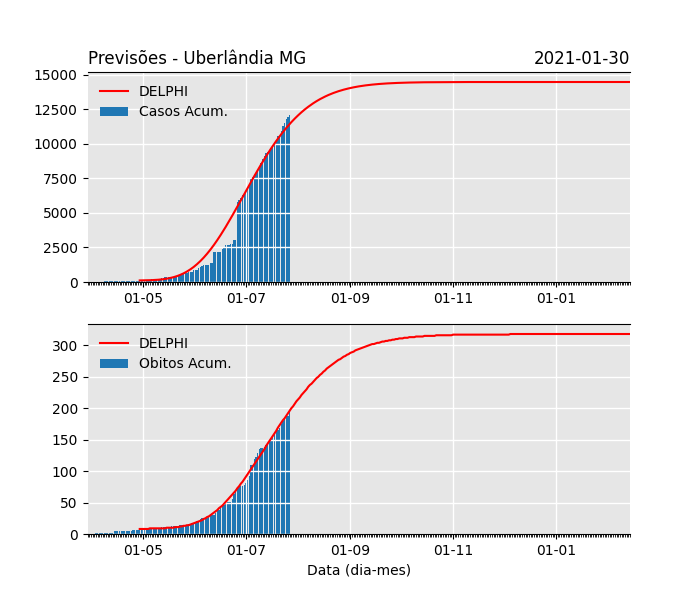 Previsões - Uberlândia MG 2021-01-30
15000
12500
10000
7500
5000
2500
0
DELPHI
Casos Acum.
01-05 01-07 01-09 01-11 01-01
300
250
200
150
100
50
0
DELPHI
Obitos Acum.
01-05 01-07 01-09 01-11 01-01
Data (dia-mes)